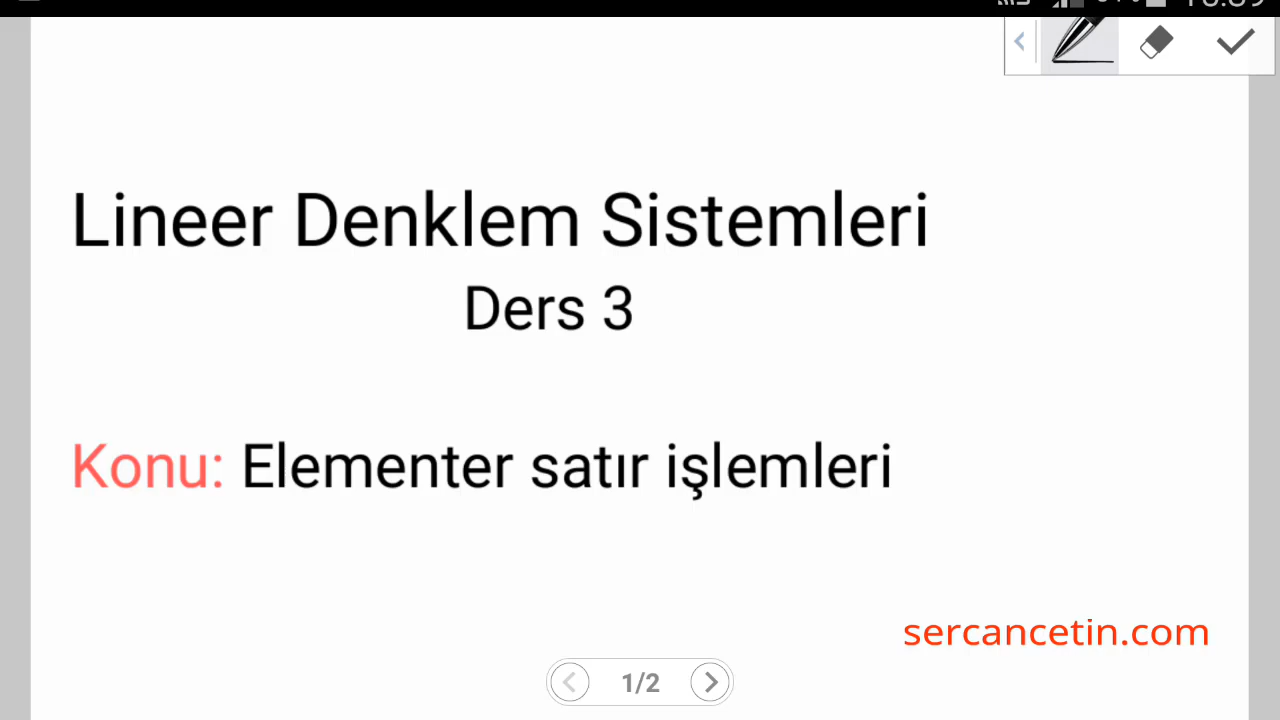 Lineer Denklem Sistemleri
Ders 3
Konu: Elementer satır işlemleri
sercancetin.com
1/2